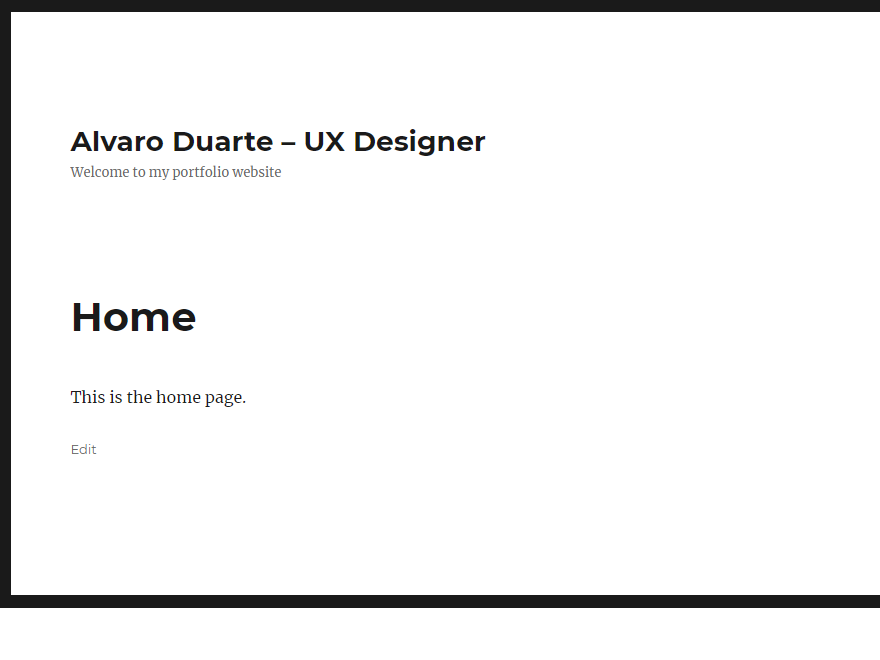 Alvaro Duarte – UX Designer
Welcome to my portfolio website
Home
This is the home page.
Edit